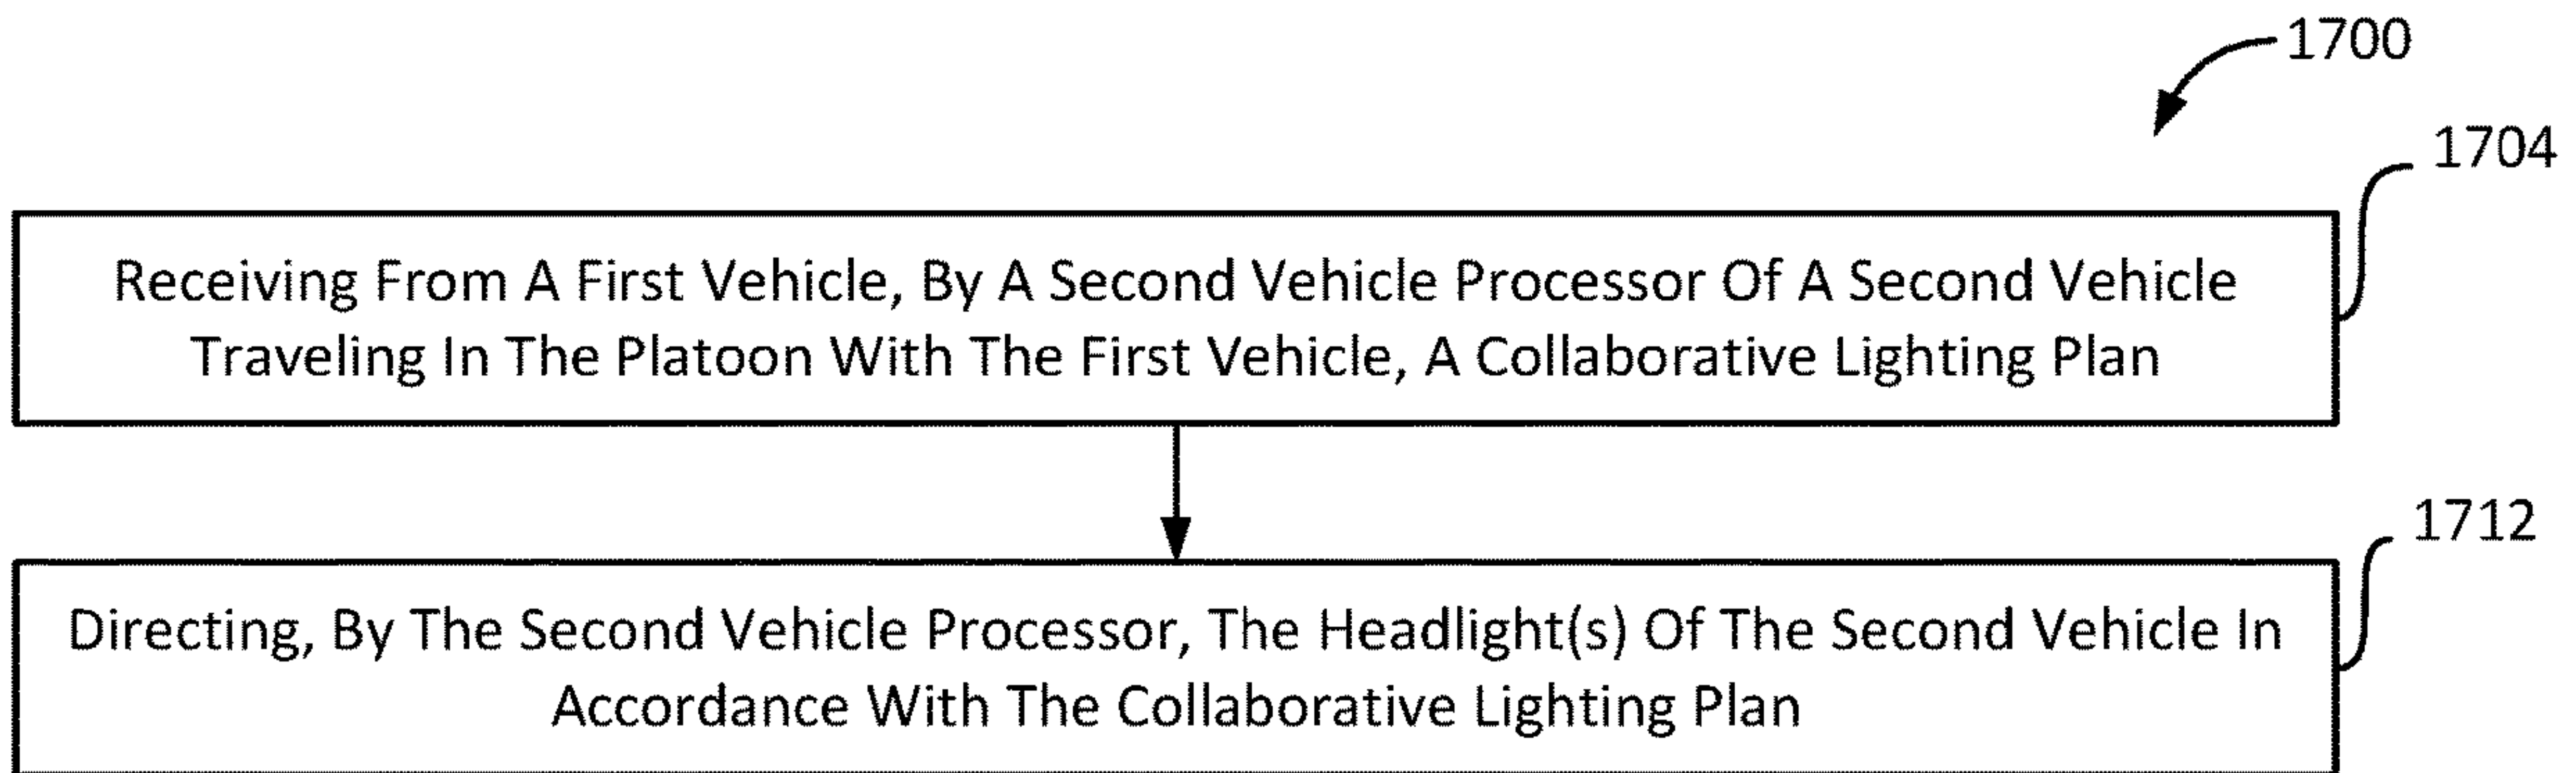 1700
1704
Receiving From A First Vehicle, By A Second Vehicle Processor Of A Second Vehicle
Traveling In The Platoon With The First Vehicle, A Collaborative Lighting Plan
1712
Directing, By The Second Vehicle Processor, The Headlight(s) Of The Second Vehicle In
Accordance With The Collaborative Lighting Plan